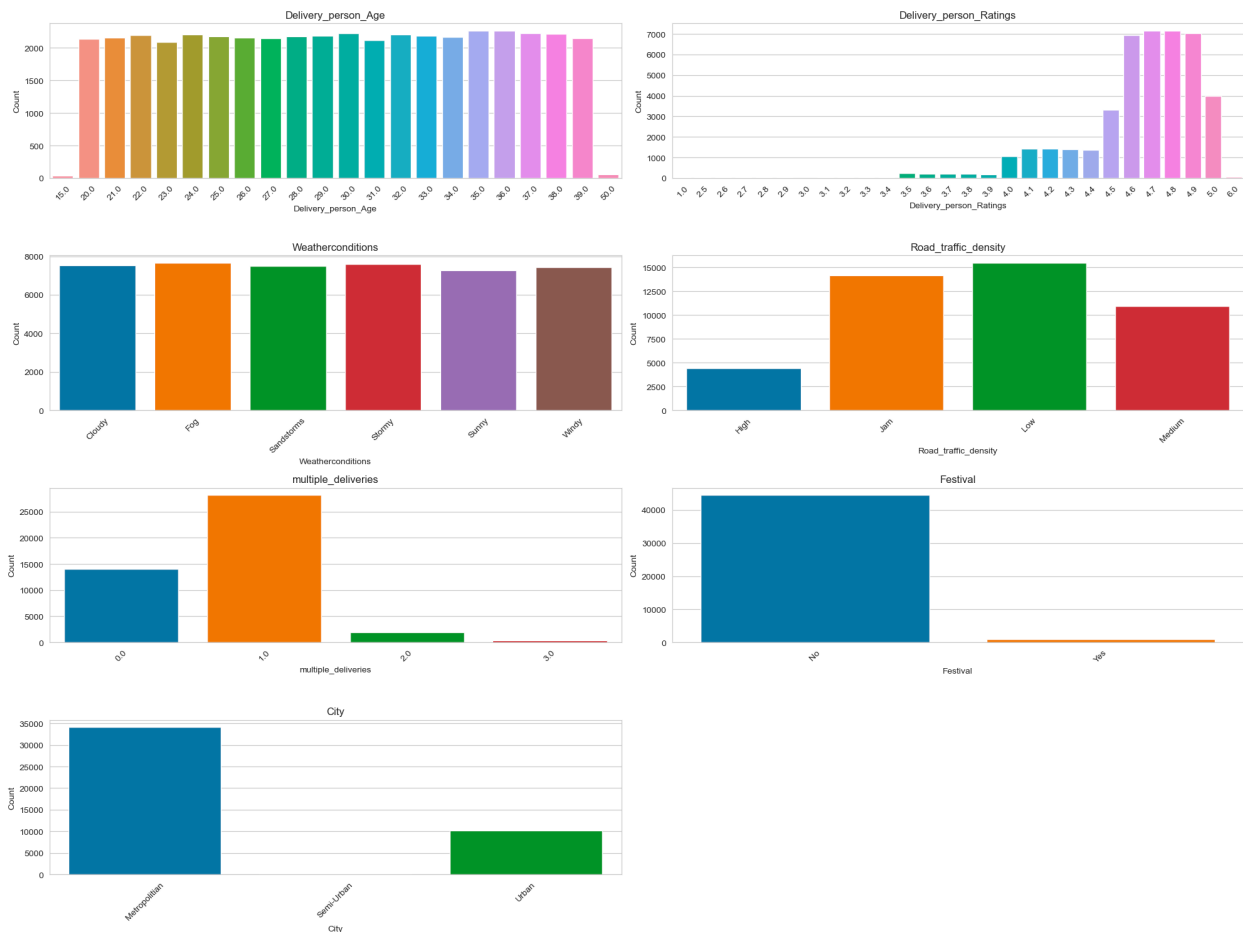 Delivery_person_Age
2000
1500
1000
500
0
Count
15.0 20.0 21.0 22.0 23.0 24.0 25.0 26.0 27.0 28.0 29.0 30.0 31.0 32.0 33.0 34.0 35.0 36.0 37.0 38.0 39.0 50.0
Delivery_person_Age
Delivery_person_Ratings
7000
6000
5000
4000
3000
2000
1000
0
Count
1.0 2.5 2.6 2.7 2.8 2.9 3.0 3.1 3.2 3.3 3.4 3.5 3.6 3.7 3.8 3.9 4.0 4.1 4.2 4.3 4.4 4.5 4.6 4.7 4.8 4.9 5.0 6.0
Delivery_person_Ratings
Weatherconditions
8000
6000
4000
2000
0
Count
Cloudy Fog Sandstorms Stormy Sunny Windy
Weatherconditions
Road_traffic_density
15000
12500
10000
7500
5000
2500
0
Count
High Jam Low Medium
Road_traffic_density
multiple_deliveries
25000
20000
15000
10000
5000
0
Count
0.0 1.0 2.0 3.0
multiple_deliveries
Festival
40000
30000
20000
10000
0
Count
No Yes
Festival
City
35000
30000
25000
20000
15000
10000
5000
0
Count
Metropolitian Semi-Urban Urban
City